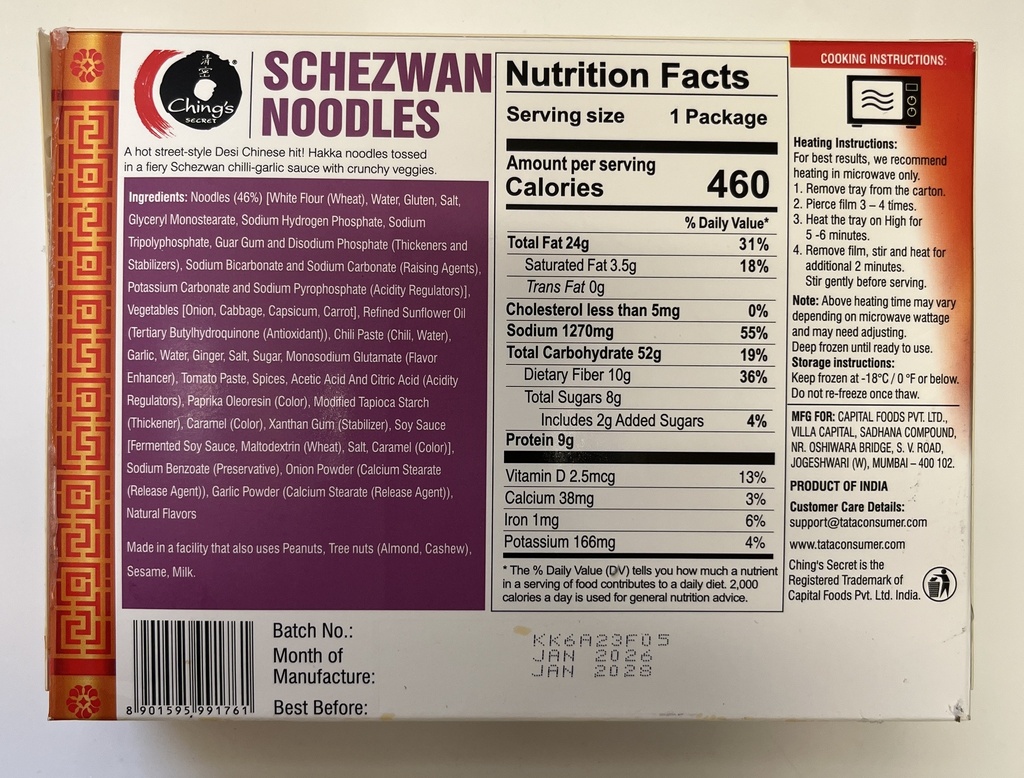 清
室
Ching's
SECRET
®
SCHEZWAN
NOODLES
A hot street-style Desi Chinese hit! Hakka noodles tossed
in a fiery Schezwan chilli-garlic sauce with crunchy veggies.
Ingredients: Noodles (46%) [White Flour (Wheat), Water, Gluten, Salt,
Glyceryl Monostearate, Sodium Hydrogen Phosphate, Sodium
Tripolyphosphate, Guar Gum and Disodium Phosphate (Thickeners and
Stabilizers), Sodium Bicarbonate and Sodium Carbonate (Raising Agents),
Potassium Carbonate and Sodium Pyrophosphate (Acidity Regulators)],
Vegetables [Onion, Cabbage, Capsicum, Carrot], Refined Sunflower Oil
(Tertiary Butylhydroquinone (Antioxidant)), Chili Paste (Chili, Water),
Garlic, Water, Ginger, Salt, Sugar, Monosodium Glutamate (Flavor
Enhancer), Tomato Paste, Spices, Acetic Acid And Citric Acid (Acidity
Regulators), Paprika Oleoresin (Color), Modified Tapioca Starch
(Thickener), Caramel (Color), Xanthan Gum (Stabilizer), Soy Sauce
[Fermented Soy Sauce, Maltodextrin (Wheat), Salt, Caramel (Color)],
Sodium Benzoate (Preservative), Onion Powder (Calcium Stearate
(Release Agent)), Garlic Powder (Calcium Stearate (Release Agent)),
Natural Flavors
Made in a facility that also uses Peanuts, Tree nuts (Almond, Cashew),
Sesame, Milk.
Nutrition Facts
Serving size 1 Package
Amount per serving
Calories 460
% Daily Value*
Total Fat 24g 31%
Saturated Fat 3.5g 18%
Trans Fat 0g
Cholesterol less than 5mg 0%
Sodium 1270mg 55%
Total Carbohydrate 52g 19%
Dietary Fiber 10g 36%
Total Sugars 8g
Includes 2g Added Sugars 4%
Protein 9g
Vitamin D 2.5mcg 13%
Calcium 38mg 3%
Iron 1mg 6%
Potassium 166mg 4%
* The % Daily Value (DV) tells you how much a nutrient
in a serving of food contributes to a daily diet. 2,000
calories a day is used for general nutrition advice.
COOKING INSTRUCTIONS:
Heating Instructions:
For best results, we recommend
heating in microwave only.
1. Remove tray from the carton.
2. Pierce film 3 – 4 times.
3. Heat the tray on High for
5 -6 minutes.
4. Remove film, stir and heat for
additional 2 minutes.
Stir gently before serving.
Note: Above heating time may vary
depending on microwave wattage
and may need adjusting.
Deep frozen until ready to use.
Storage instructions:
Keep frozen at -18°C / 0 °F or below.
Do not re-freeze once thaw.
MFG FOR: CAPITAL FOODS PVT. LTD.,
VILLA CAPITAL, SADHANA COMPOUND,
NR. OSHIWARA BRIDGE, S. V. ROAD,
JOGESHWARI (W), MUMBAI – 400 102.
PRODUCT OF INDIA
Customer Care Details:
support@tataconsumer.com
www.tataconsumer.com
Ching's Secret is the
Registered Trademark of
Capital Foods Pvt. Ltd. India.
8 901595 991761
Batch No.: KK6A23F05
Month of
Manufacture: JAN 2026
Best Before: JAN 2028